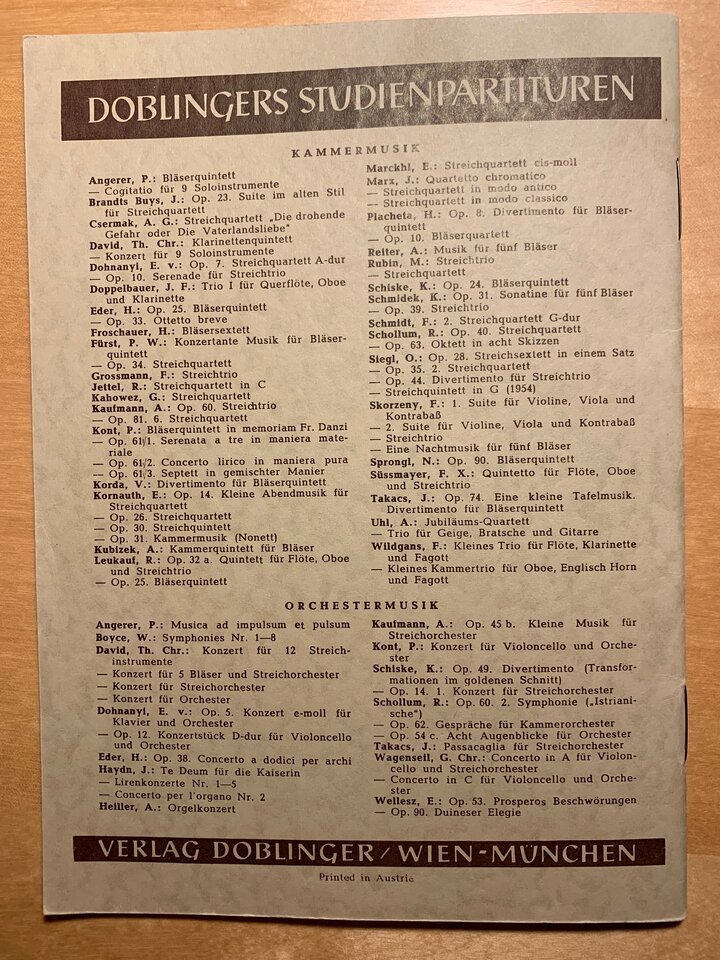 DOBLINGERS STUDIENPARTITUREN
KAMMERMUSIK
Angerer, P.: Bläserquintett
— Cogitatio für 9 Soloinstrumente
Brandts Buys, J.: Op. 23. Suite im alten Stil
für Streichquartett
Csermak, A. G.: Streichquartett „Die drohende
Gefahr oder Die Vaterlandsliebe"
David, Th. Chr.: Klarinettenquintett
— Konzert für 9 Soloinstrumente
Dohnanyi, E. v.: Op. 7. Streichquartett A-dur
— Op. 10. Serenade für Streichtrio
Doppelbauer, J. F.: Trio I für Querflöte, Oboe
und Klarinette
Eder, H.: Op. 25. Bläserquintett
— Op. 33. Ottetto breve
Froschauer, H.: Bläsersextett
Fürst, P. W.: Konzertante Musik für Bläser-
quintett
— Op. 34. Streichquartett
Grossmann, F.: Streichtrio
Jettel, R.: Streichquartett in C
Kahowez, G.: Streichquartett
Kaufmann, A.: Op. 60. Streichtrio
— Op. 81. 6. Streichquartett
Kont, P.: Bläserquintett in memoriam Fr. Danzi
— Op. 61/1. Serenata a tre in maniera mate-
riale
— Op. 61/2. Concerto lirico in maniera pura
— Op. 61/3. Septett in gemischter Manier
Korda, V.: Divertimento für Bläserquintett
Kornauth, E.: Op. 14. Kleine Abendmusik für
Streichquartett
— Op. 26. Streichquartett
— Op. 30. Streichquintett
— Op. 31. Kammermusik (Nonett)
Kubizek, A.: Kammerquintett für Bläser
Leukauf, R.: Op. 32 a. Quintett für Flöte, Oboe
und Streichtrio
— Op. 25. Bläserquintett
Marckhl, E.: Streichquartett cis-moll
Marx, J.: Quartetto chromatico
— Streichquartett in modo antico
— Streichquartett in modo classico
Placheta, H.: Op. 8. Divertimento für Bläser-
quintett
— Op. 10. Bläserquartett
Reiter, A.: Musik für fünf Bläser
Rubin, M.: Streichtrio
— Streichquartett
Schiske, K.: Op. 24. Bläserquintett
Schmidek, K.: Op. 31. Sonatine für fünf Bläser
— Op. 39. Streichtrio
Schmidt, F.: 2. Streichquartett G-dur
Schollum, R.: Op. 40. Streichquartett
— Op. 63. Oktett in acht Skizzen
Siegl, O.: Op. 28. Streichsextett in einem Satz
— Op. 35. 2. Streichquartett
— Op. 44. Divertimento für Streichtrio
— Streichquintett in G (1954)
Skorzeny, F.: 1. Suite für Violine, Viola und
Kontrabaß
— 2. Suite für Violine, Viola und Kontrabaß
— Streichtrio
— Eine Nachtmusik für fünf Bläser
Sprongl, N.: Op. 90. Bläserquintett
Süssmayer, F. X.: Quintetto für Flöte, Oboe
und Streichtrio
Takacs, J.: Op. 74. Eine kleine Tafelmusik.
Divertimento für Bläserquintett
Uhl, A.: Jubiläums-Quartett
— Trio für Geige, Bratsche und Gitarre
Wildgans, F.: Kleines Trio für Flöte, Klarinette
und Fagott
— Kleines Kammertrio für Oboe, Englisch Horn
und Fagott
ORCHESTERMUSIK
Angerer, P.: Musica ad impulsum et pulsum
Boyce, W.: Symphonies Nr. 1—8
David, Th. Chr.: Konzert für 12 Streich-
instrumente
— Konzert für 5 Bläser und Streichorchester
— Konzert für Streichorchester
— Konzert für Orchester
Dohnanyi, E. v.: Op. 5. Konzert e-moll für
Klavier und Orchester
— Op. 12. Konzertstück D-dur für Violoncello
und Orchester
Eder, H.: Op. 38. Concerto a dodici per archi
Haydn, J.: Te Deum für die Kaiserin
— Lirenkonzerte Nr. 1—5
— Concerto per l'organo Nr. 2
Heiller, A.: Orgelkonzert
Kaufmann, A.: Op. 45 b. Kleine Musik für
Streichorchester
Kont, P.: Konzert für Violoncello und Orche-
ster
Schiske, K.: Op. 49. Divertimento (Transfor-
mationen im goldenen Schnitt)
— Op. 14. 1. Konzert für Streichorchester
Schollum, R.: Op. 60. 2. Symphonie („Istriani-
sche")
— Op. 62. Gespräche für Kammerorchester
— Op. 54 c. Acht Augenblicke für Orchester
Takacs, J.: Passacaglia für Streichorchester
Wagensell, G. Chr.: Concerto in A für Violon-
cello und Streichorchester
— Concerto in C für Violoncello und Orche-
ster
Wellesz, E.: Op. 53. Prosperos Beschwörungen
— Op. 90. Duineser Elegie
VERLAG DOBLINGER / WIEN-MÜNCHEN
Printed in Austria